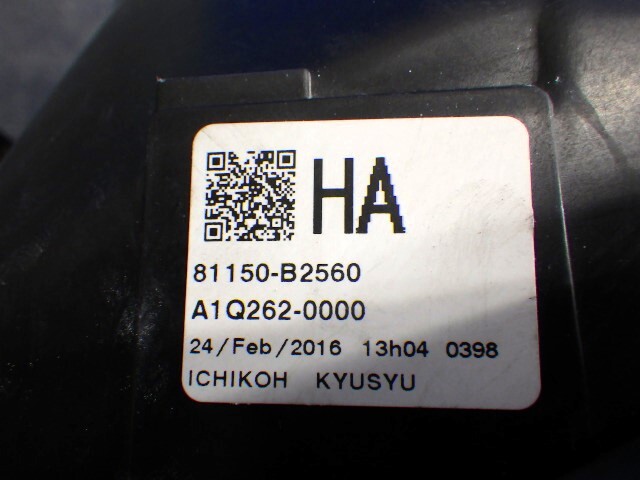 HA
81150-B2560
A1Q262-0000
24/Feb/2016 13h04 0398
ICHIKOH KYUSYU